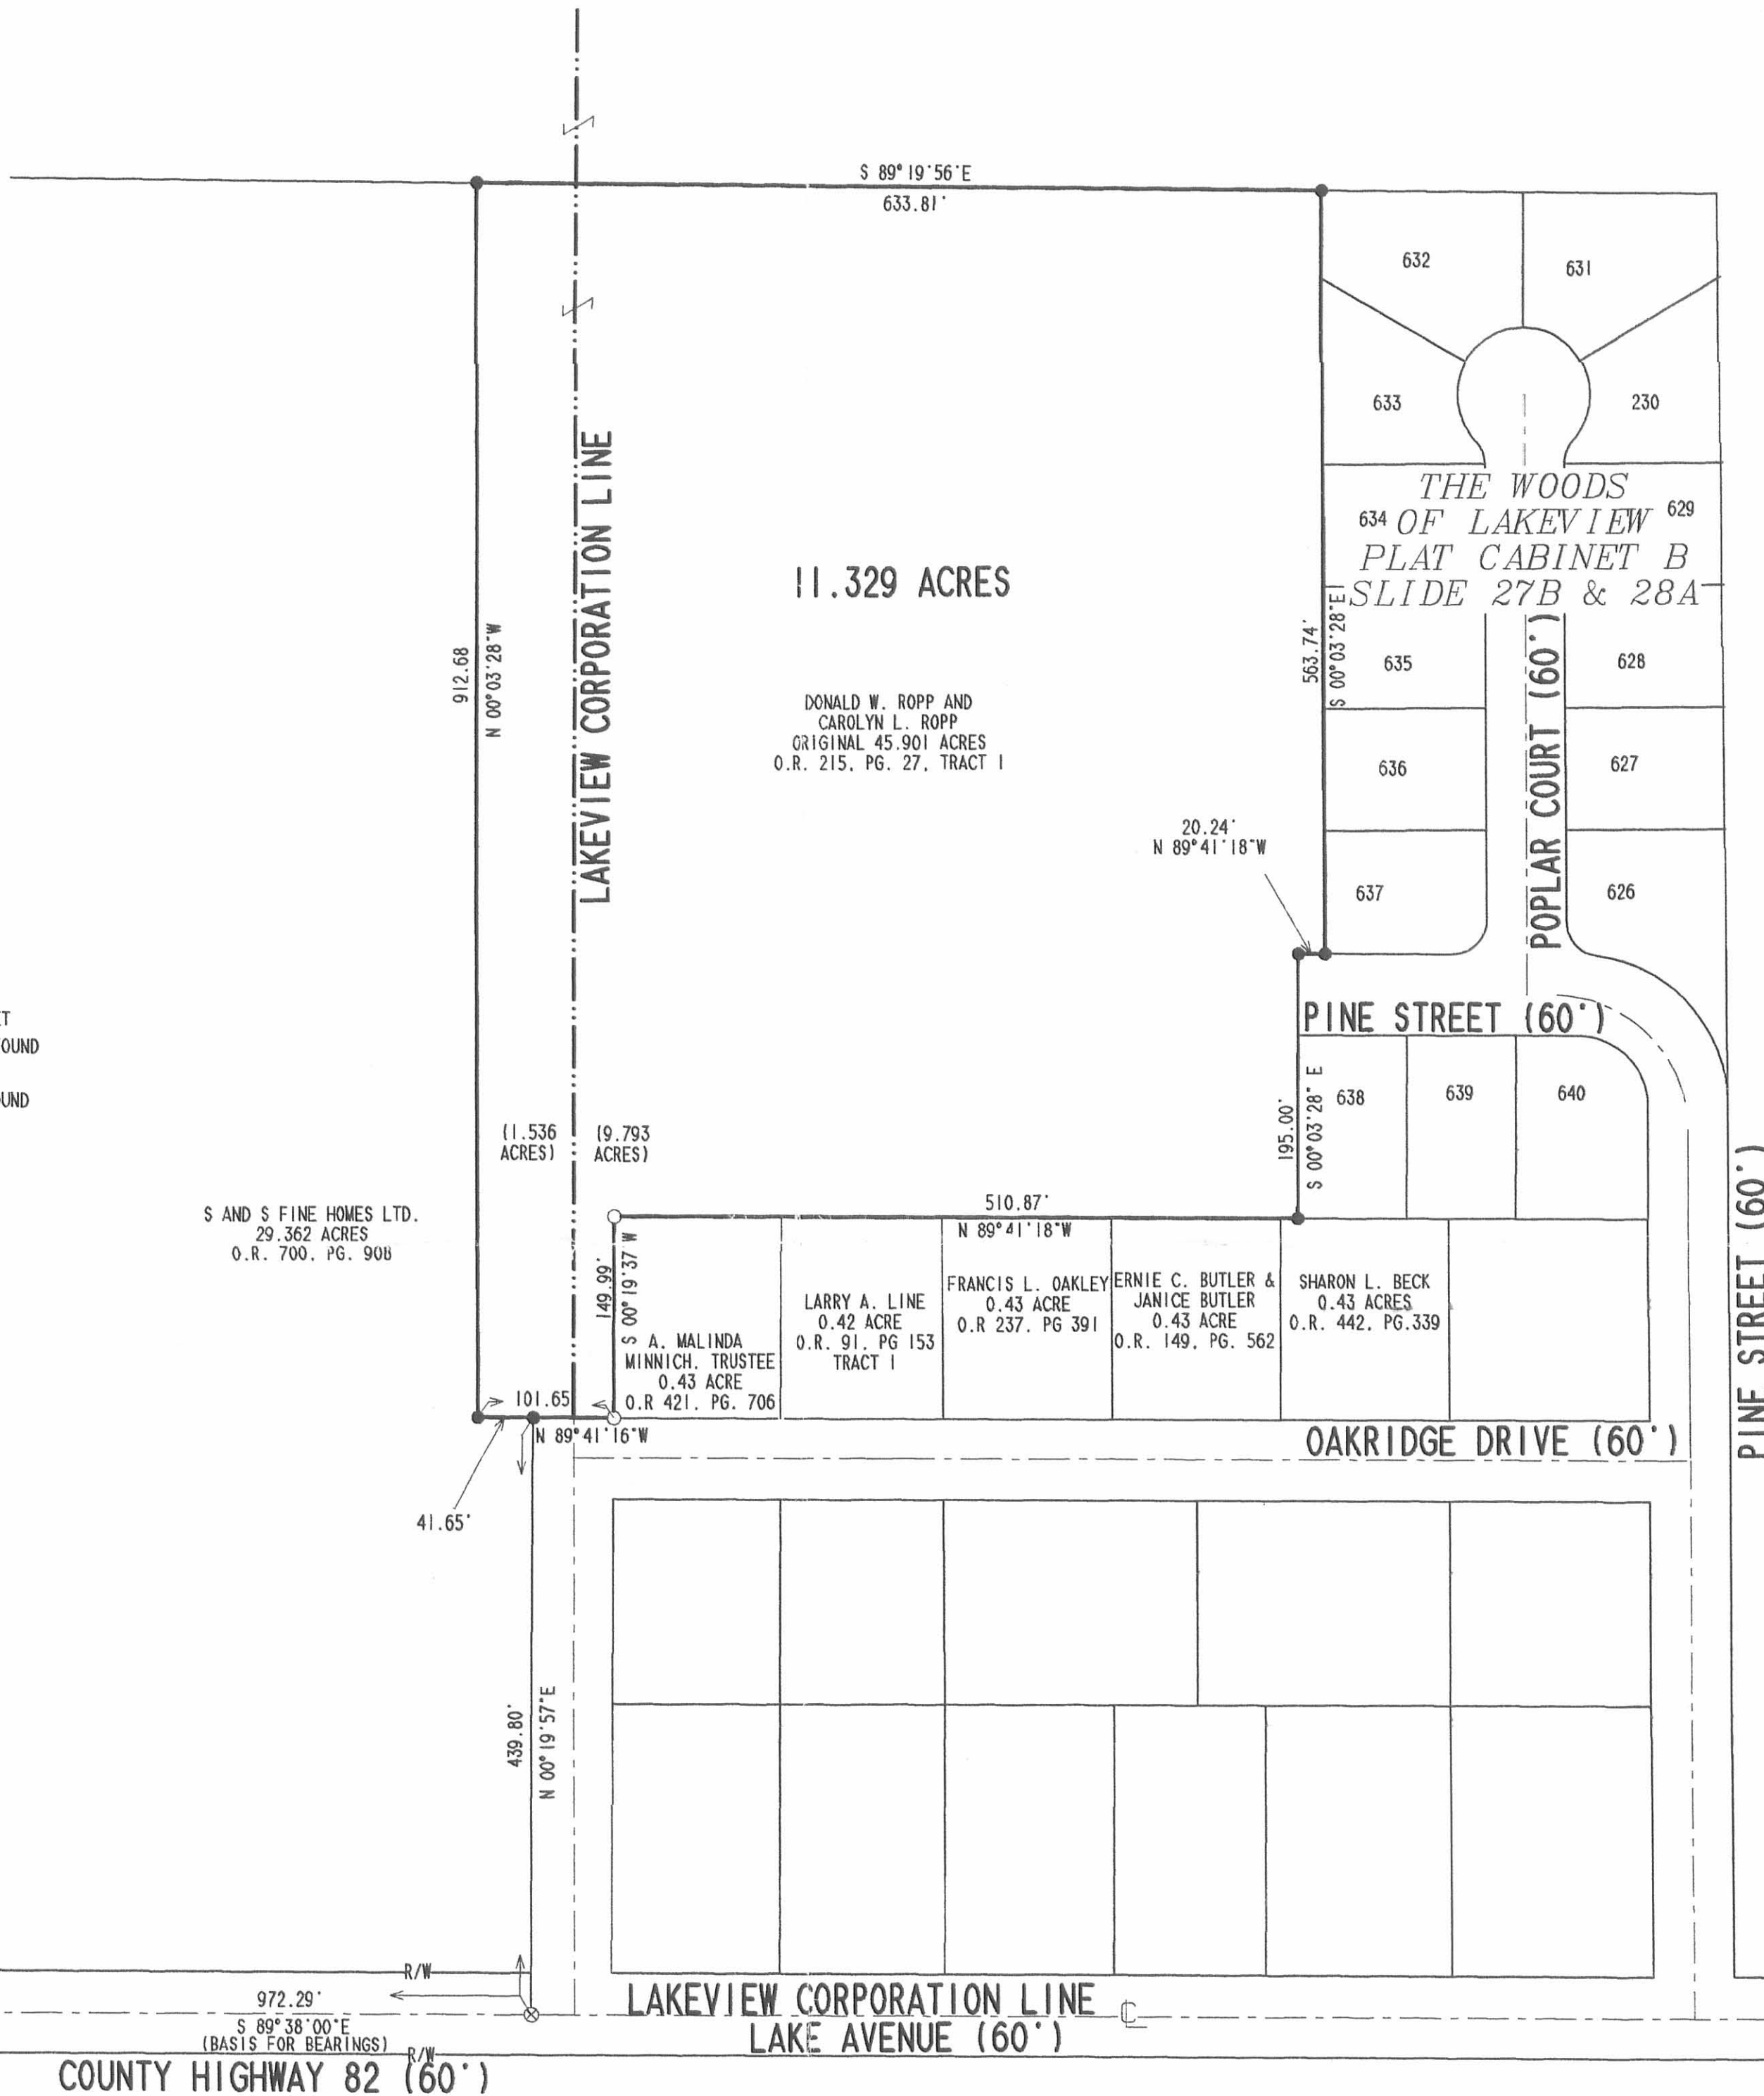 S 89° 19'56"E
633.81'
632
631
633
230
THE WOODS
634 OF LAKEVIEW 629
PLAT CABINET B
SLIDE 27B & 28A
LAKEVIEW CORPORATION LINE
11.329 ACRES
912.68
N 00°03'28"W
563.74'
S 00°03'28"E
635
628
DONALD W. ROPP AND
CAROLYN L. ROPP
ORIGINAL 45.901 ACRES
O.R. 215, PG. 27, TRACT 1
636
627
POPLAR COURT (60')
20.24'
N 89°41'18"W
637
626
ET
OUND
UND
PINE STREET (60')
638
639
640
195.00'
S 00°03'28" E
(1.536
ACRES)
(9.793
ACRES)
PINE STREET (60')
S AND S FINE HOMES LTD.
29.362 ACRES
O.R. 700, PG. 908
510.87'
N 89°41'18"W
149.99'
S 00°19'37 W
A. MALINDA
MINNICH, TRUSTEE
0.43 ACRE
O.R 421, PG. 706
LARRY A. LINE
0.42 ACRE
O.R. 91, PG 153
TRACT 1
FRANCIS L. OAKLEY
0.43 ACRE
O.R 237, PG 391
ERNIE C. BUTLER &
JANICE BUTLER
0.43 ACRE
O.R. 149, PG. 562
SHARON L. BECK
0.43 ACRES
O.R. 442, PG.339
101.65
N 89°41'16"W
41.65'
OAKRIDGE DRIVE (60')
439.80'
N 00°19'57"E
R/W
972.29'
S 89°38'00"E
(BASIS FOR BEARINGS)
R/W
LAKEVIEW CORPORATION LINE
CL
LAKE AVENUE (60')
COUNTY HIGHWAY 82 (60')